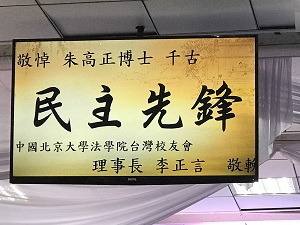 敬悼 朱高正博士 千古
民主先鋒
中國北京大學法學院台灣校友會
理事長 李正言 敬輓